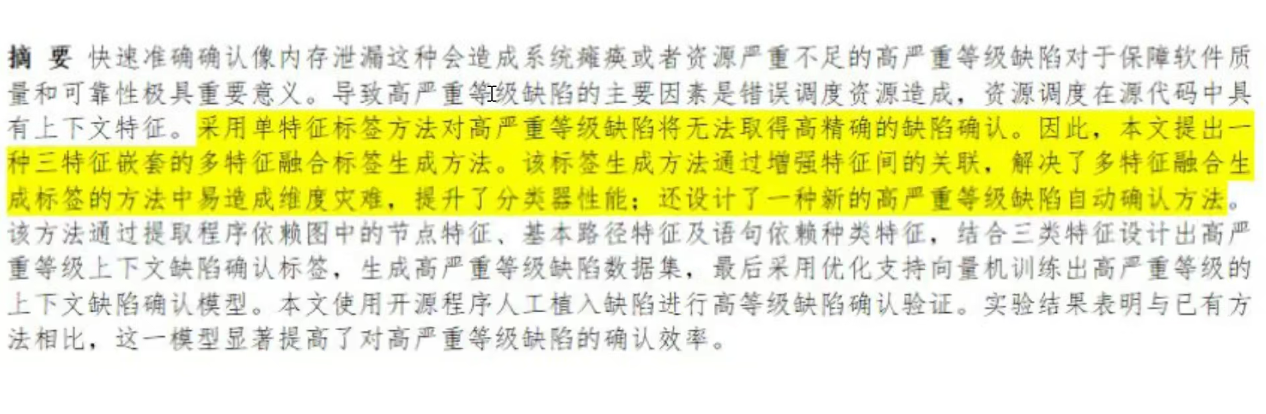 摘 要 快速准确确认像内存泄漏这种会造成系统瘫痪或者资源严重不足的高严重等级缺陷对于保障软件质
量和可靠性极具重要意义。导致高严重等级缺陷的主要因素是错误调度资源造成，资源调度在源代码中具
有上下文特征。采用单特征标签方法对高严重等级缺陷将无法取得高精确的缺陷确认。因此，本文提出一
种三特征嵌套的多特征融合标签生成方法。该标签生成方法通过增强特征间的关联，解决了多特征融合生
成标签的方法中易造成维度灾难，提升了分类器性能；还设计了一种新的高严重等级缺陷自动确认方法。
该方法通过提取程序依赖图中的节点特征、基本路径特征及语句依赖种类特征，结合三类特征设计出高严
重等级上下文缺陷确认标签，生成高严重等级缺陷数据集，最后采用优化支持向量机训练出高严重等级的
上下文缺陷确认模型。本文使用开源程序人工植入缺陷进行高等级缺陷确认验证。实验结果表明与已有方
法相比，这一模型显著提高了对高严重等级缺陷的确认效率。